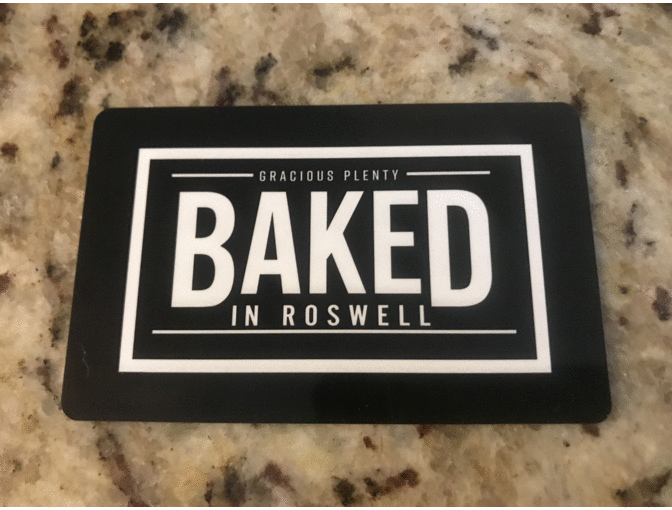 GRACIOUS PLENTY
BAKED
IN ROSWELL